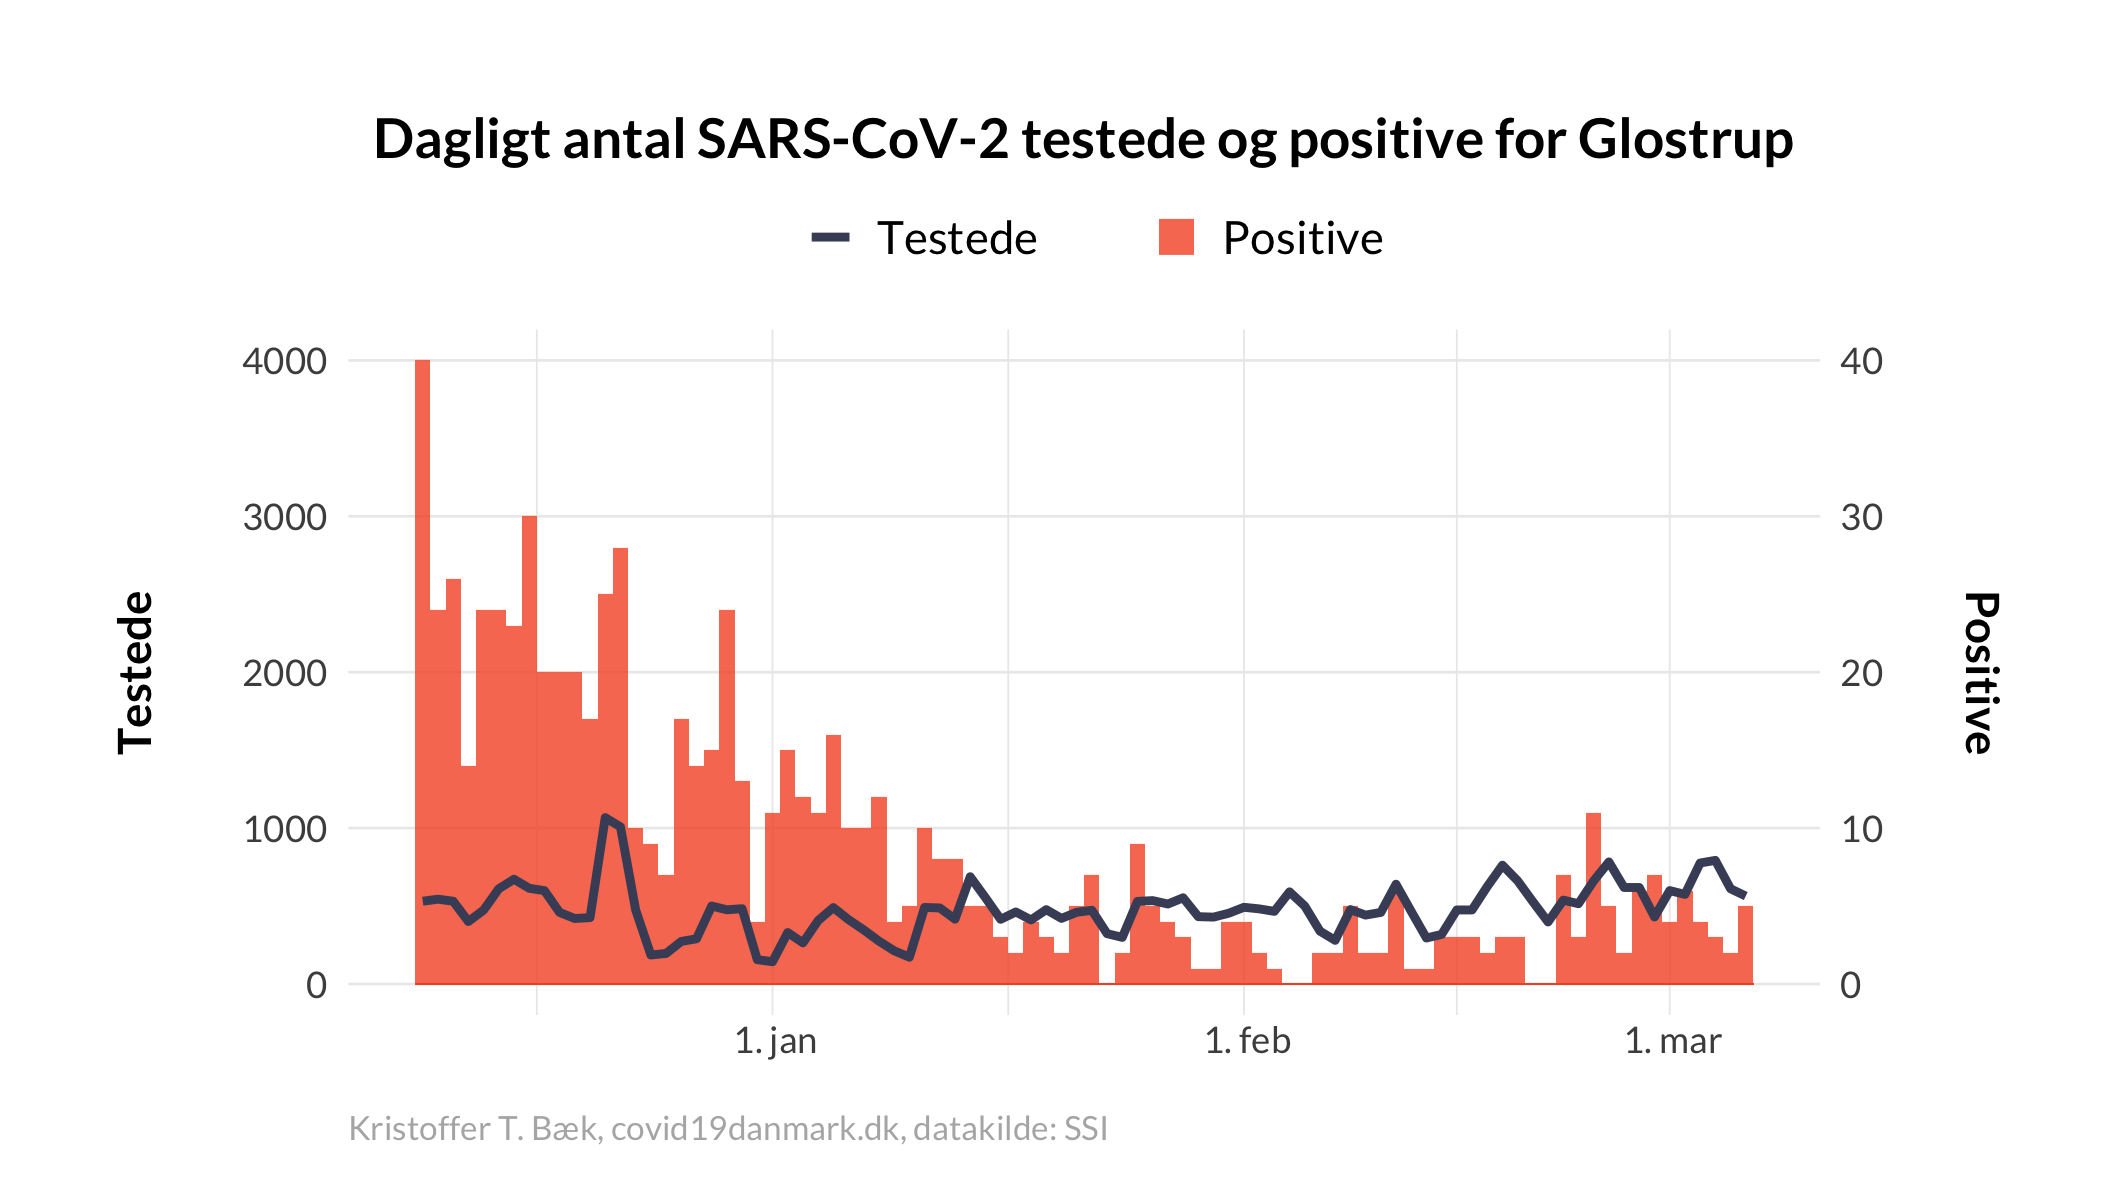 Dagligt antal SARS-CoV-2 testede og positive for Glostrup
Testede Positive
4000 40
3000 30
2000 20
1000 10
0 0
Testede
Positive
1. jan 1. feb 1. mar
Kristoffer T. Bæk, covid19danmark.dk, datakilde: SSI